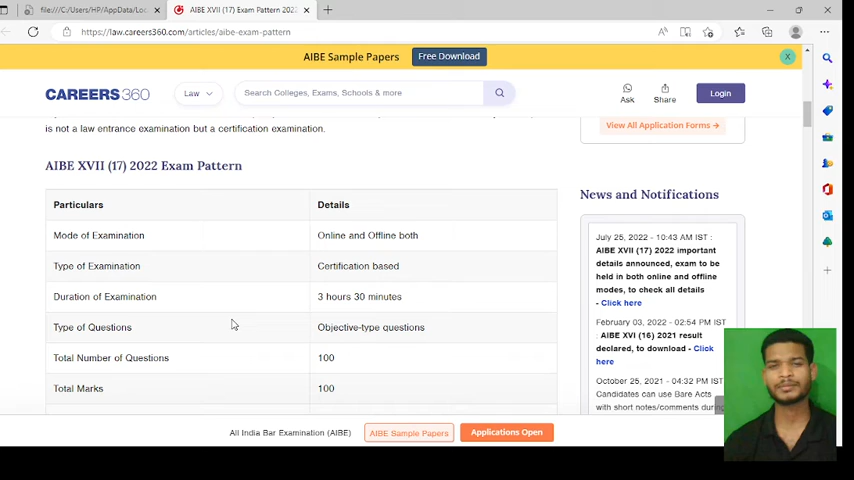 file:///C:/Users/HP/AppData/Loc
AIBE XVII (17) Exam Pattern 202
https://law.careers360.com/articles/aibe-exam-pattern
AIBE Sample Papers
Free Download
X
CAREERS360
Law
Search Colleges, Exams, Schools & more
Ask
Share
Login
is not a law entrance examination but a certification examination.
AIBE XVII (17) 2022 Exam Pattern
Particulars
Details
Mode of Examination
Online and Offline both
Type of Examination
Certification based
Duration of Examination
3 hours 30 minutes
Type of Questions
Objective-type questions
Total Number of Questions
100
Total Marks
100
View All Application Forms →
News and Notifications
July 25, 2022 - 10:43 AM IST :
AIBE XVII (17) 2022 important
details announced, exam to be
held in both online and offline
modes, to check all details
- Click here
February 03, 2022 - 02:54 PM IST
: AIBE XVI (16) 2021 result
declared, to download - Click
here
October 25, 2021 - 04:32 PM IST
Candidates can use Bare Acts
with short notes/comments during
All India Bar Examination (AIBE)
AIBE Sample Papers
Applications Open